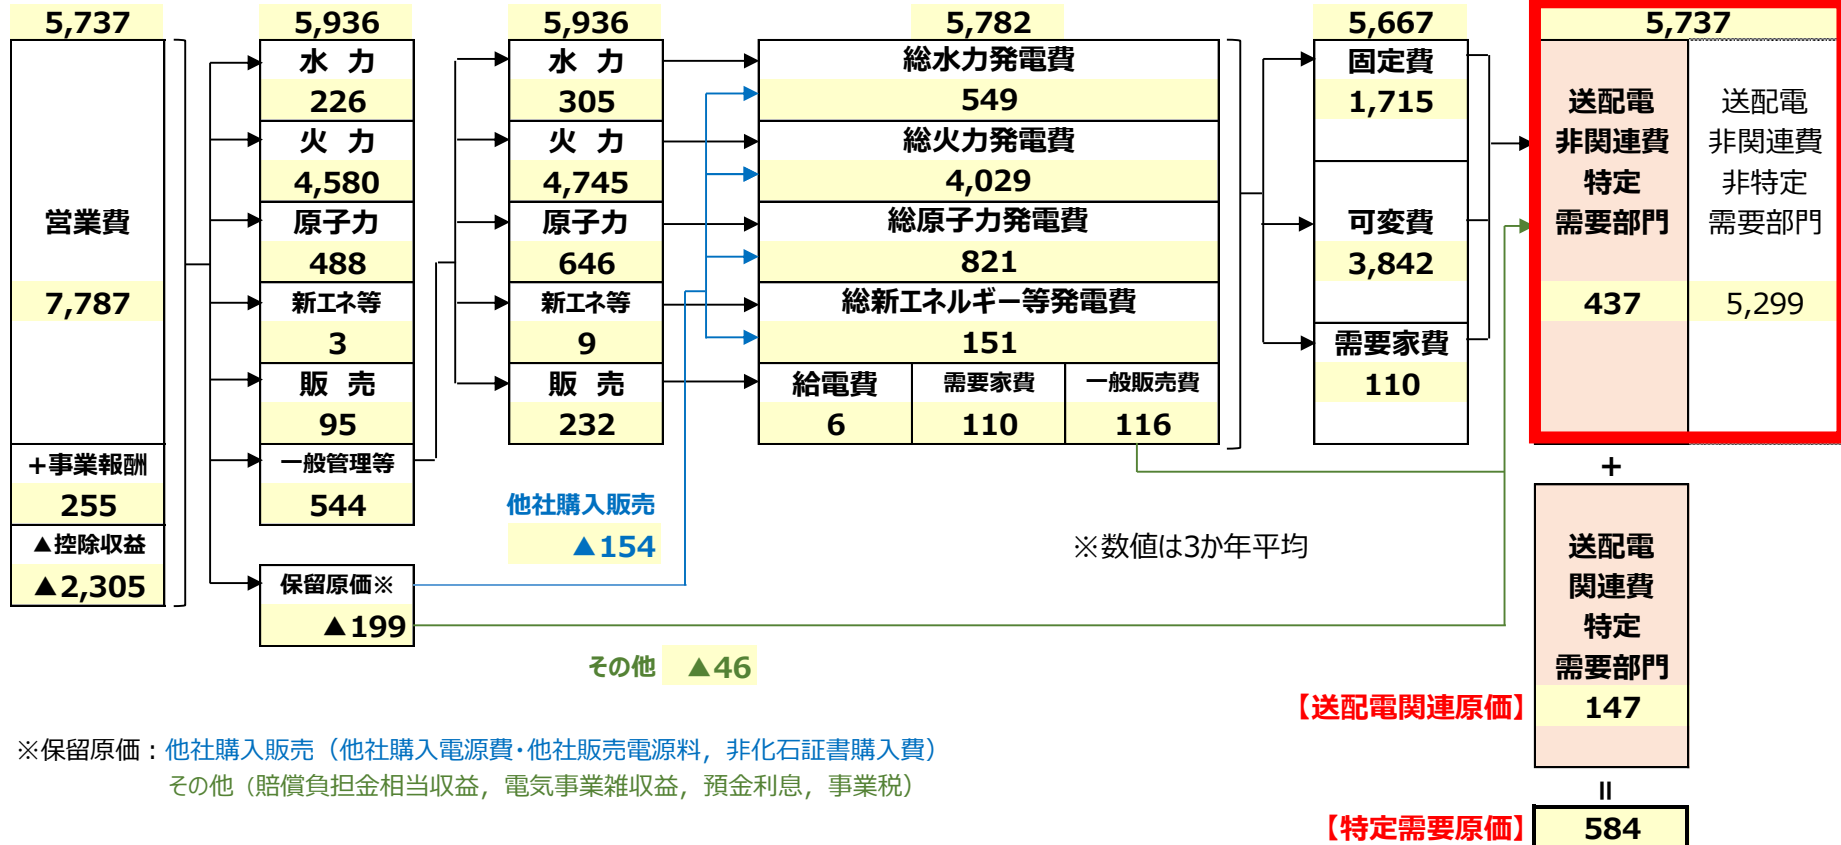 5,737
営業費
7,787
+事業報酬
255
▲控除収益
▲2,305
5,936
水 力
226
火 力
4,580
原子力
488
新エネ等
3
販 売
95
一般管理等
544
保留原価※
▲199
5,936
水 力
305
火 力
4,745
原子力
646
新エネ等
9
販 売
232
他社購入販売
▲154
その他 ▲46
5,782
総水力発電費
549
総火力発電費
4,029
総原子力発電費
821
総新エネルギー等発電費
151
給電費 需要家費 一般販売費
6 110 116
※数値は3か年平均
5,667
固定費
1,715
可変費
3,842
需要家費
110
5,737
送配電
非関連費
特定
需要部門
437
送配電
非関連費
非特定
需要部門
5,299
+
送配電
関連費
特定
需要部門
【送配電関連原価】 147
=
【特定需要原価】 584
※保留原価：他社購入販売（他社購入電源費・他社販売電源料，非化石証書購入費）
その他（賠償負担金相当収益，電気事業雑収益，預金利息，事業税）